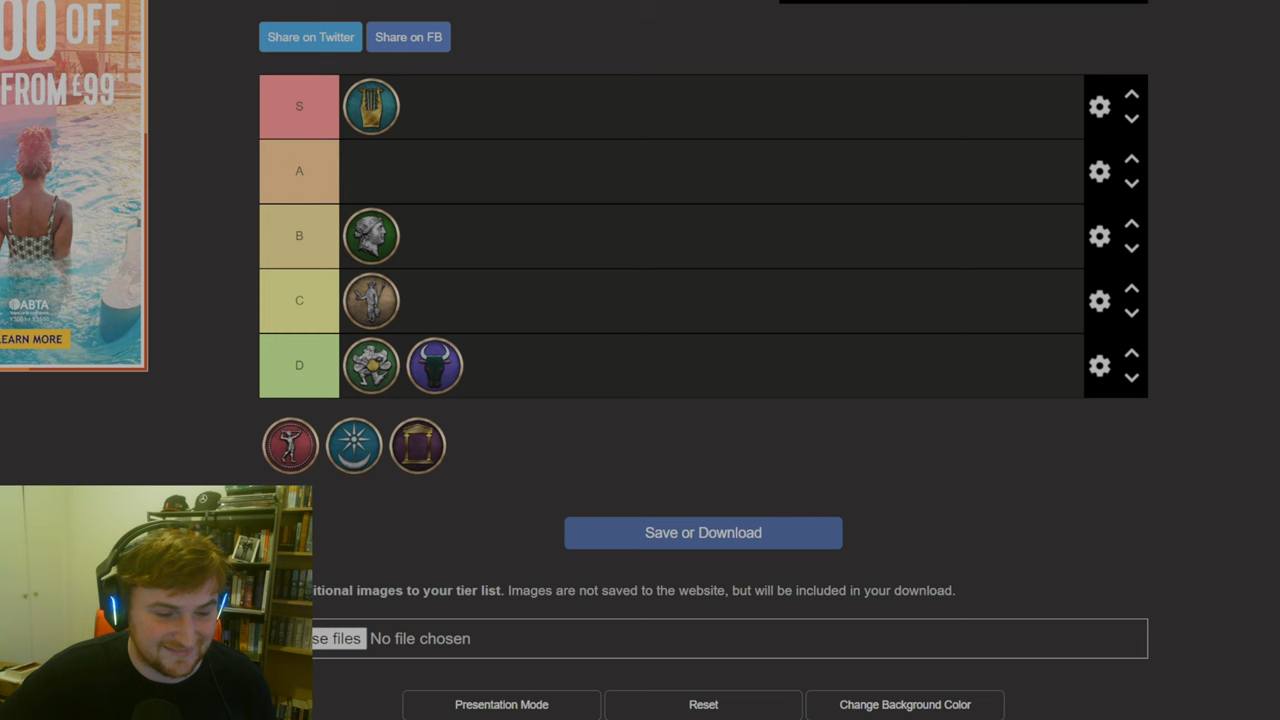 00 OFF
FROM £99
ABTA
LEARN MORE
Share on Twitter
Share on FB
S
A
B
C
D
Save or Download
itional images to your tier list. Images are not saved to the website, but will be included in your download.
se files No file chosen
Presentation Mode
Reset
Change Background Color